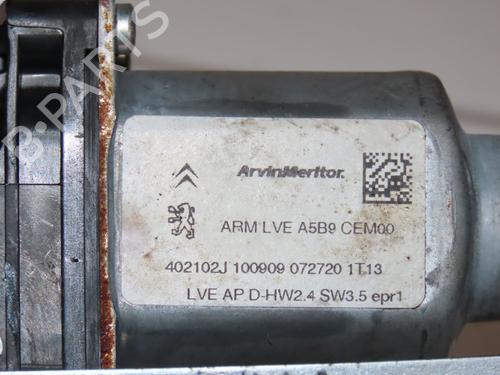 B-PARTS
ArvinMeritor.
ARM LVE A5B9 CEM00
402102J 100909 072720 1T13
LVE AP D-HW2.4 SW3.5 epr1